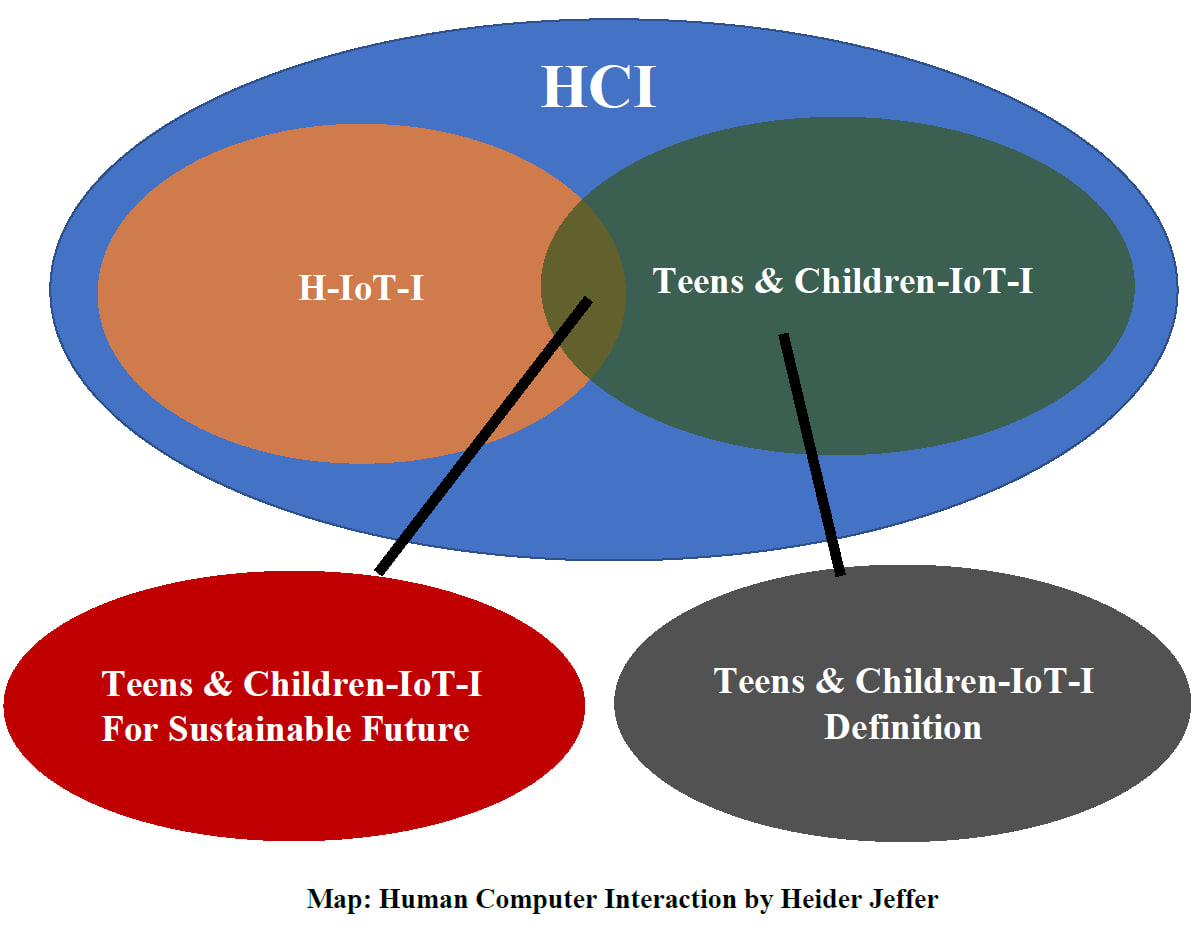 HCI
H-IoT-I
Teens & Children-IoT-I
Teens & Children-IoT-I
For Sustainable Future
Teens & Children-IoT-I
Definition
Map: Human Computer Interaction by Heider Jeffer